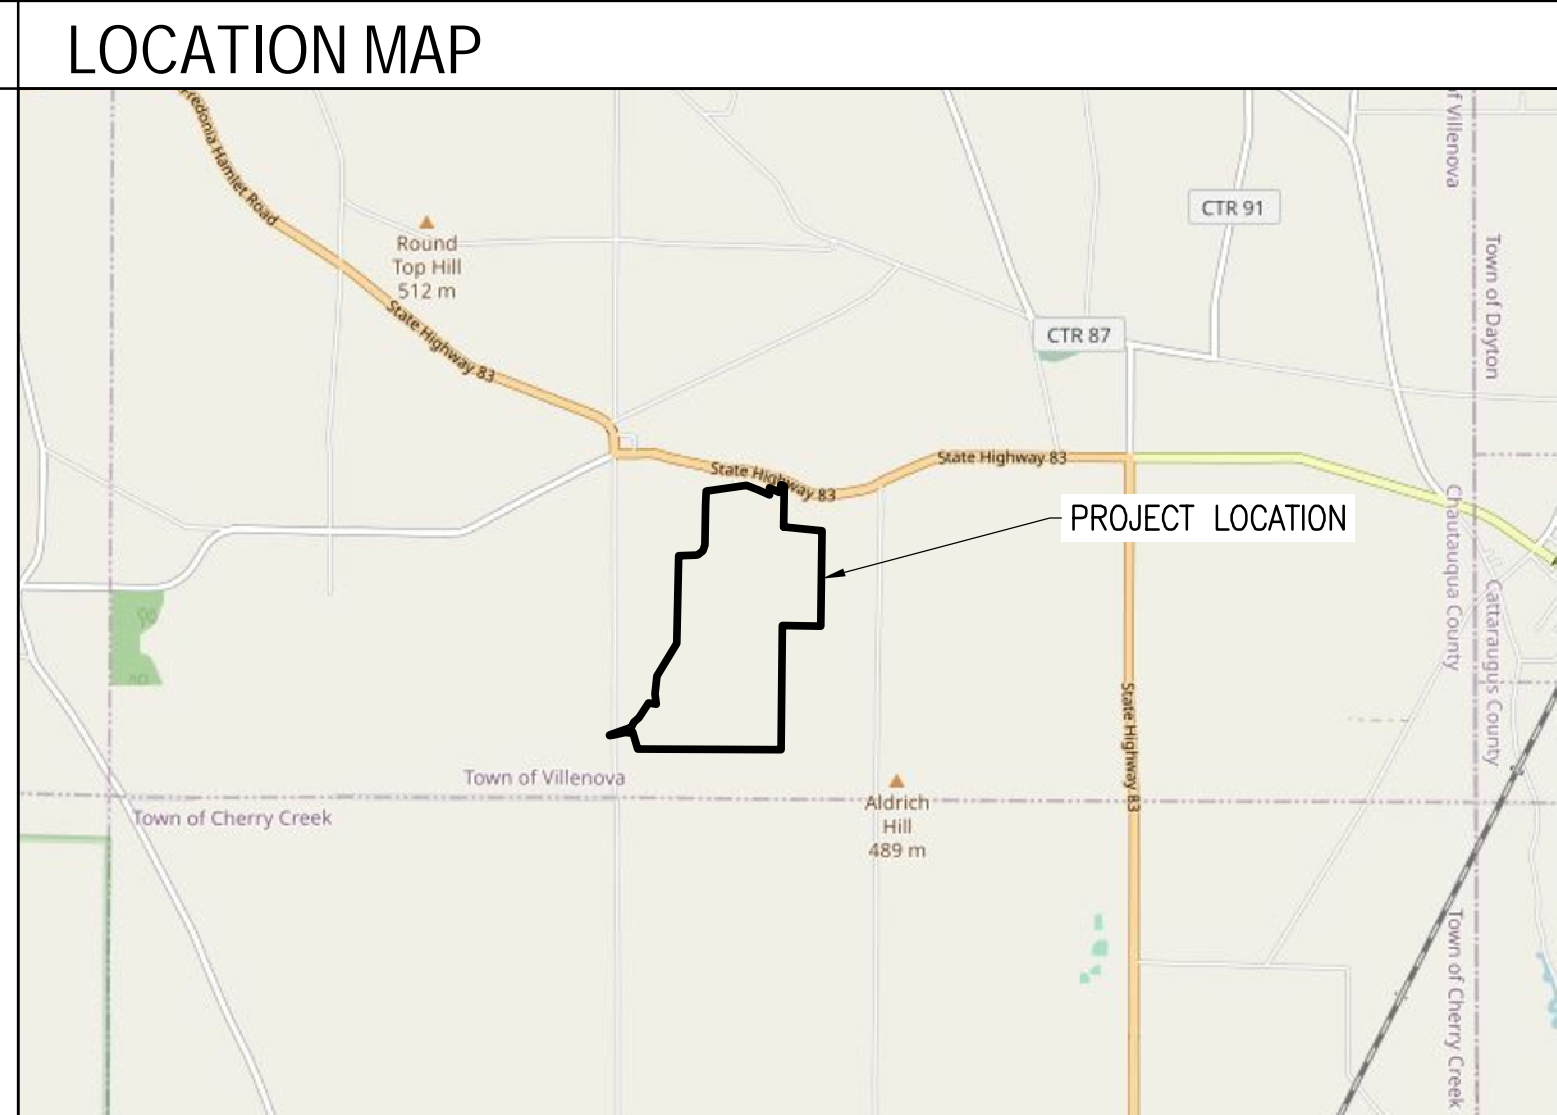 LOCATION MAP
Fredonia Hamlet Road
of Villenova
CTR 91
Round
Top Hill
512 m
Town of Dayton
State Highway 83
CTR 87
State Highway 83
State Highway 83
PROJECT LOCATION
Chautauqua County
Cattaraugus County
State Highway 83
Town of Villenova
Town of Cherry Creek
Aldrich
Hill
489 m
Town of Cherry Creek